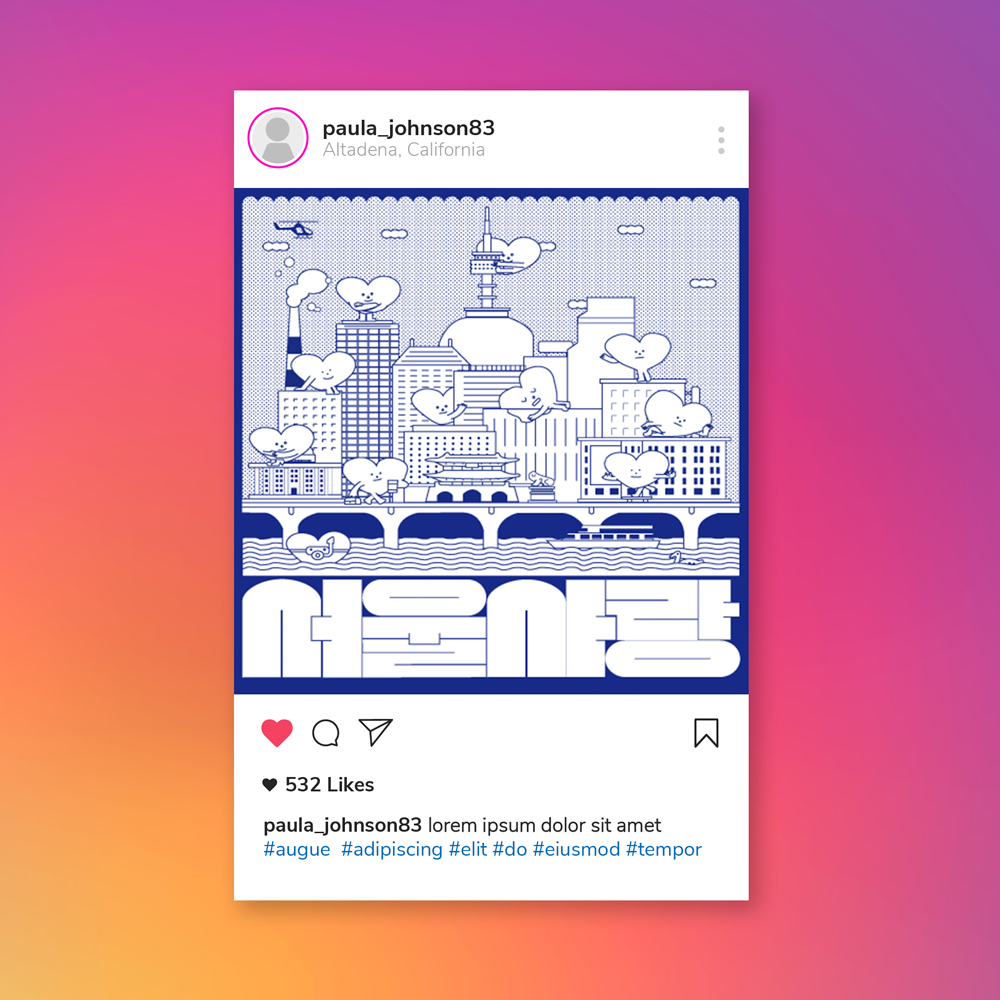 paula_johnson83
Altadena, California
서울사랑
532 Likes
paula_johnson83 lorem ipsum dolor sit amet
#augue #adipiscing #elit #do #eiusmod #tempor